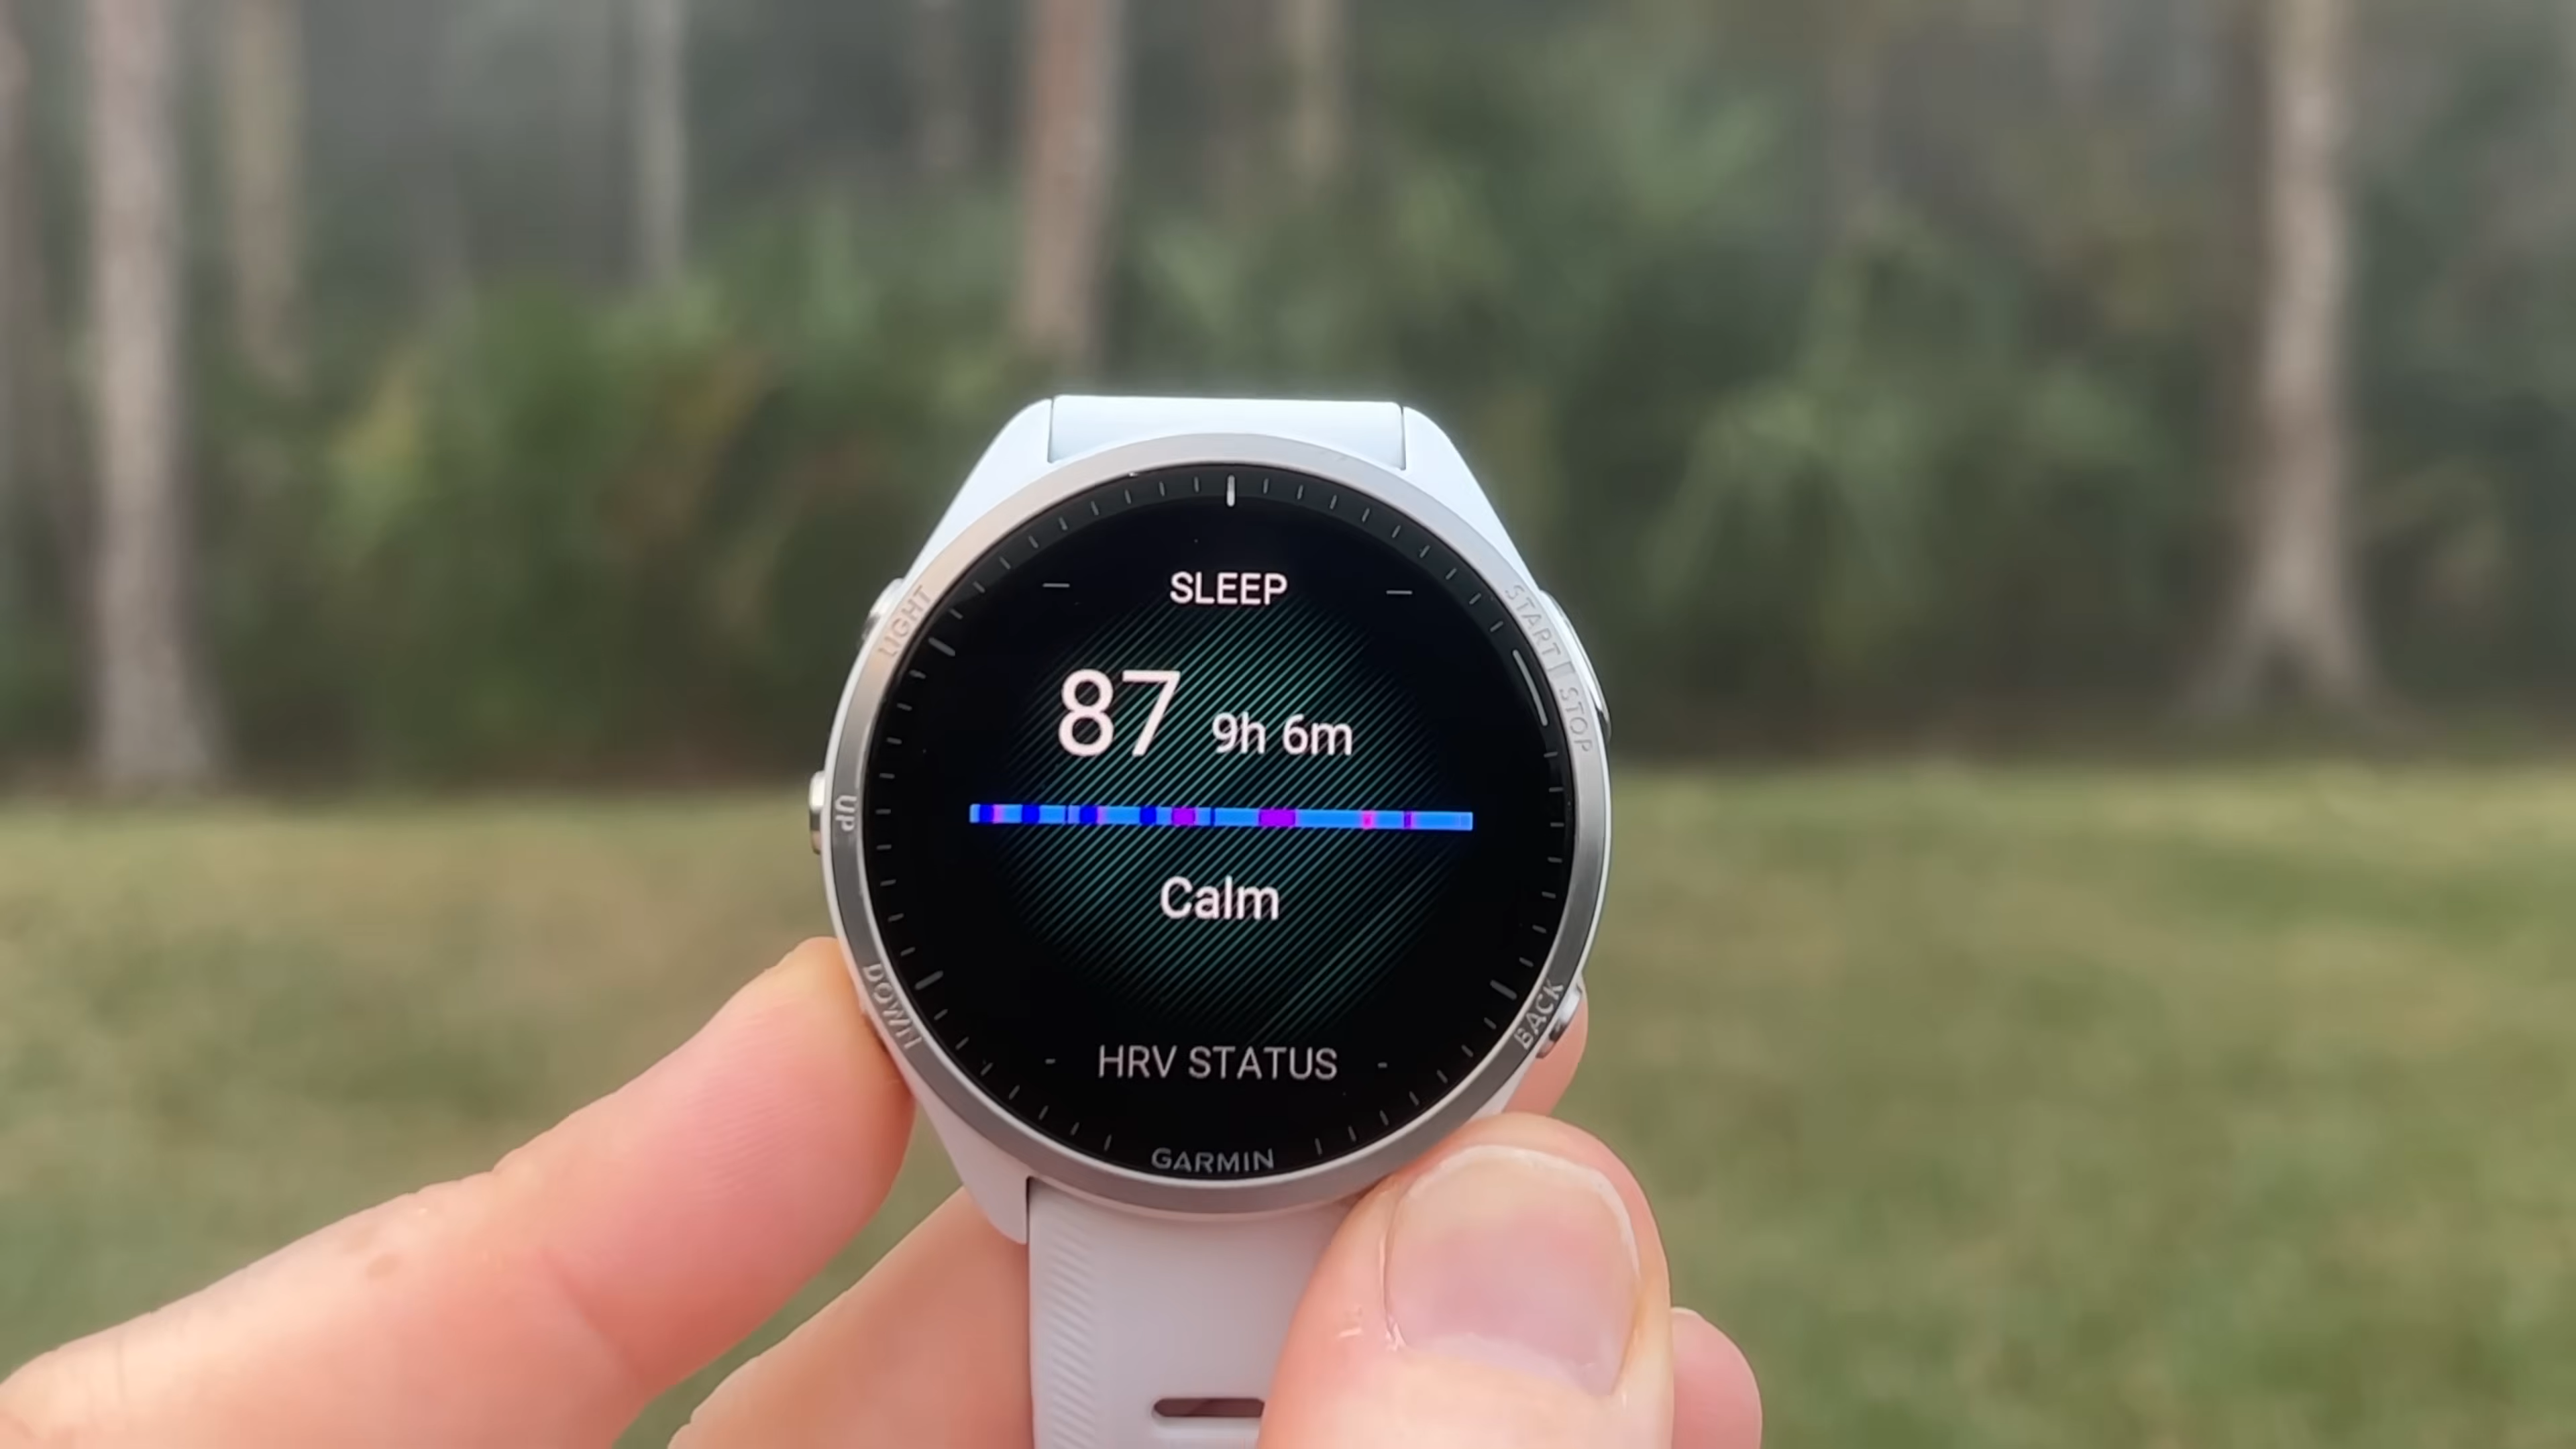 SLEEP
LIGHT
START | STOP
87 9h 6m
UP
Calm
DOWN
BACK
HRV STATUS
GARMIN